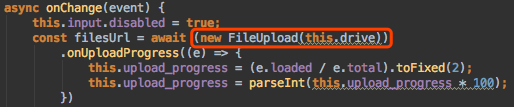 async onChange(event) {
this.input.disabled = true;
const filesUrl = await (new FileUpload(this.drive))
.onUploadProgress((e) => {
this.upload_progress = (e.loaded / e.total).toFixed(2);
this.upload_progress = parseInt(this.upload_progress * 100);
})